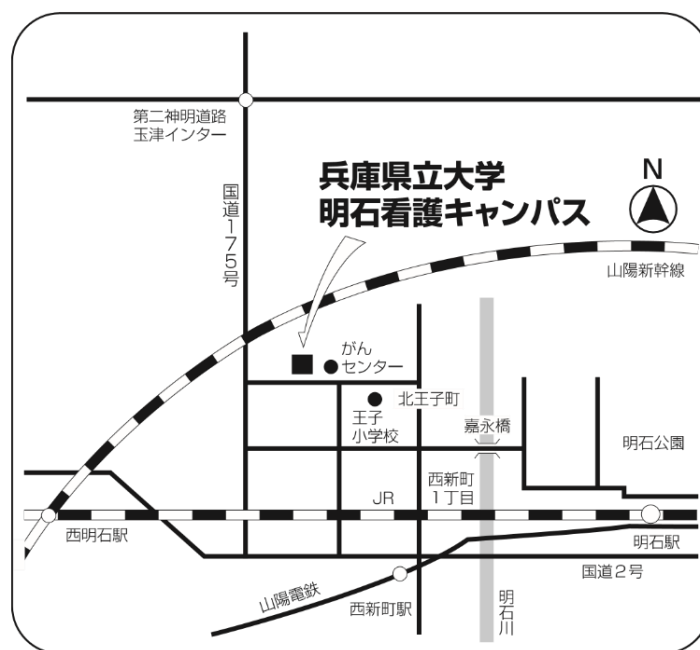 第二神明道路
玉津インター
国道175号
兵庫県立大学
明石看護キャンパス
N
山陽新幹線
がん
センター
北王子町
王子
小学校
嘉永橋
明石公園
西新町
1丁目
JR
西明石駅
明石駅
国道2号
山陽電鉄
西新町駅
明石川